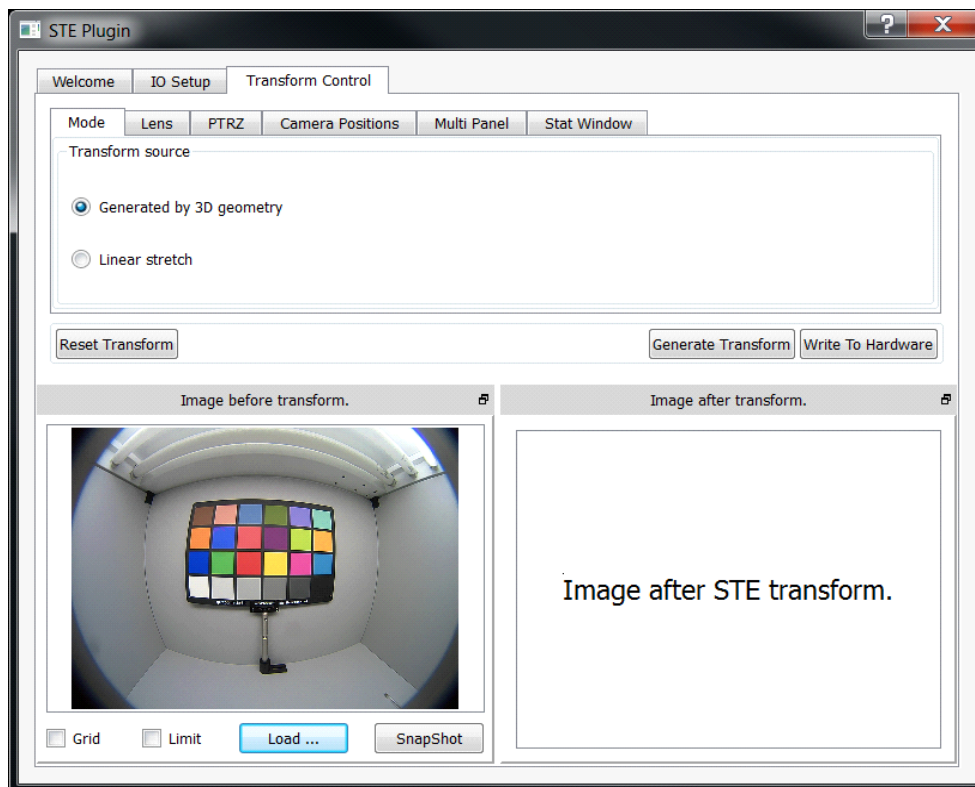 STE Plugin
?
X
Welcome IO Setup Transform Control
Mode Lens PTRZ Camera Positions Multi Panel Stat Window
Transform source
Generated by 3D geometry
Linear stretch
Reset Transform Generate Transform Write To Hardware
Image before transform. Image after transform.
Image after STE transform.
Grid Limit Load ... SnapShot